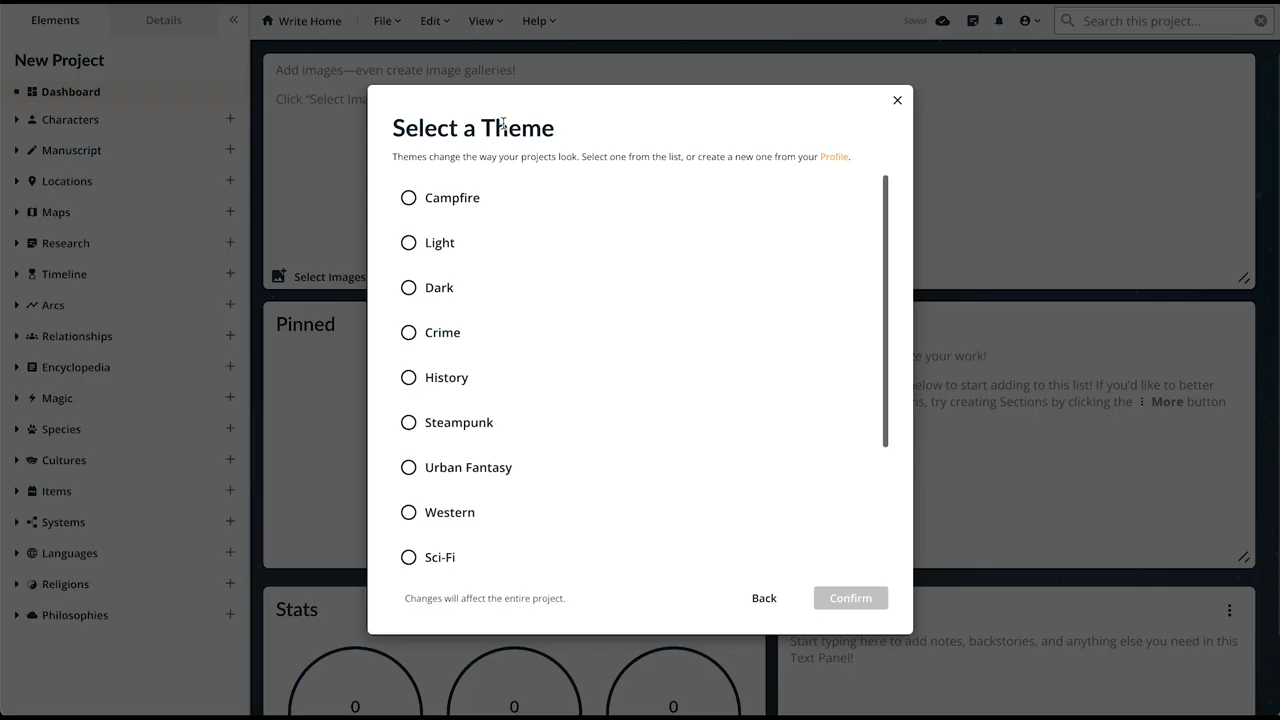 Elements
Details
Write Home
File
Edit
View
Help
Saved
Search this project...
New Project
Dashboard
Characters
Manuscript
Locations
Maps
Research
Timeline
Arcs
Relationships
Encyclopedia
Magic
Species
Cultures
Items
Systems
Languages
Religions
Philosophies
Add images—even create image galleries!
Click "Select Ima
Select Images
Pinned
ze your work!
below to start adding to this list! If you'd like to better
ns, try creating Sections by clicking the ⋮ More button
Stats
0
0
0
Start typing here to add notes, backstories, and anything else you need in this
Text Panel!
Select a Theme
Themes change the way your projects look. Select one from the list, or create a new one from your Profile.
Campfire
Light
Dark
Crime
History
Steampunk
Urban Fantasy
Western
Sci-Fi
Changes will affect the entire project.
Back
Confirm